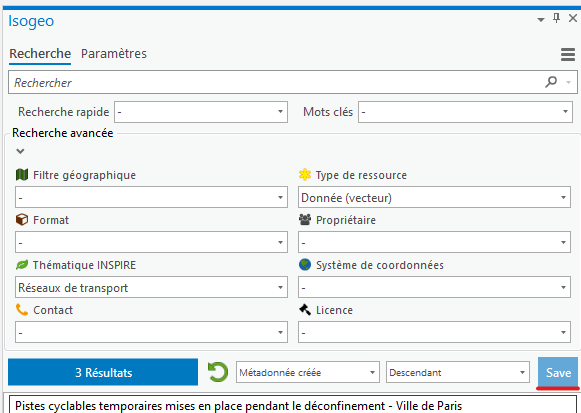 Isogeo
Recherche Paramètres
Rechercher
Recherche rapide - Mots clés -
Recherche avancée
Filtre géographique Type de ressource
- Donnée (vecteur)
Format Propriétaire
- -
Thématique INSPIRE Système de coordonnées
Réseaux de transport -
Contact Licence
- -
3 Résultats Métadonnée créée Descendant Save
Pistes cyclables temporaires mises en place pendant le déconfinement - Ville de Paris